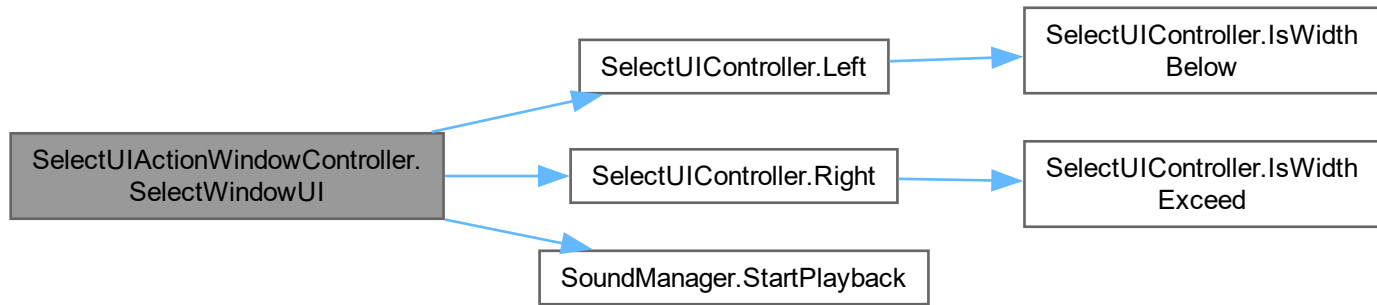 SelectUIActionWindowController.
SelectWindowUI
SelectUIController.Left
SelectUIController.IsWidth
Below
SelectUIController.Right
SelectUIController.IsWidth
Exceed
SoundManager.StartPlayback